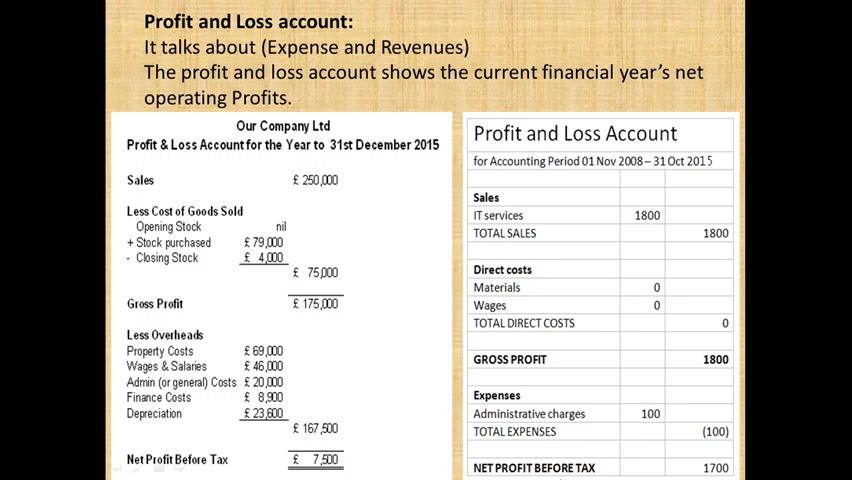 Profit and Loss account:
It talks about (Expense and Revenues)
The profit and loss account shows the current financial year's net
operating Profits.
Our Company Ltd
Profit & Loss Account for the Year to 31st December 2015
Sales £ 250,000
Less Cost of Goods Sold
Opening Stock nil
+ Stock purchased £ 79,000
- Closing Stock £ 4,000
£ 75,000
Gross Profit £ 175,000
Less Overheads
Property Costs £ 69,000
Wages & Salaries £ 46,000
Admin (or general) Costs £ 20,000
Finance Costs £ 8,900
Depreciation £ 23,600
£ 167,500
Net Profit Before Tax £ 7,500
Profit and Loss Account
for Accounting Period 01 Nov 2008 – 31 Oct 2015
Sales
IT services 1800
TOTAL SALES 1800
Direct costs
Materials 0
Wages 0
TOTAL DIRECT COSTS 0
GROSS PROFIT 1800
Expenses
Administrative charges 100
TOTAL EXPENSES (100)
NET PROFIT BEFORE TAX 1700